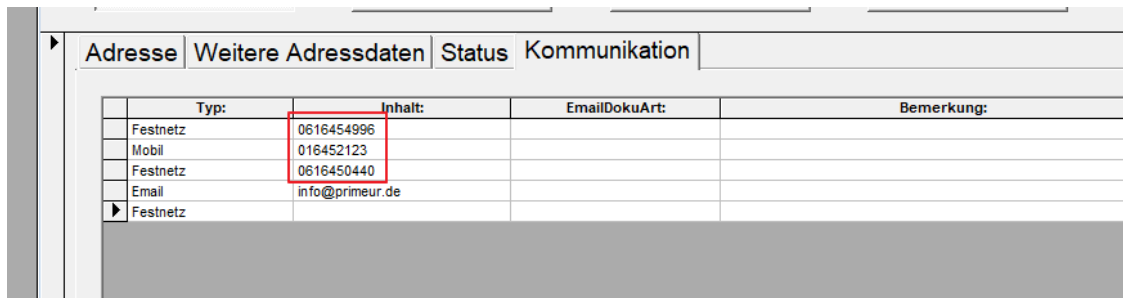 Adresse Weitere Adressdaten Status Kommunikation
Typ: Inhalt: EmailDokuArt: Bemerkung:
Festnetz 0616454996
Mobil 016452123
Festnetz 0616450440
Email info@primeur.de
Festnetz